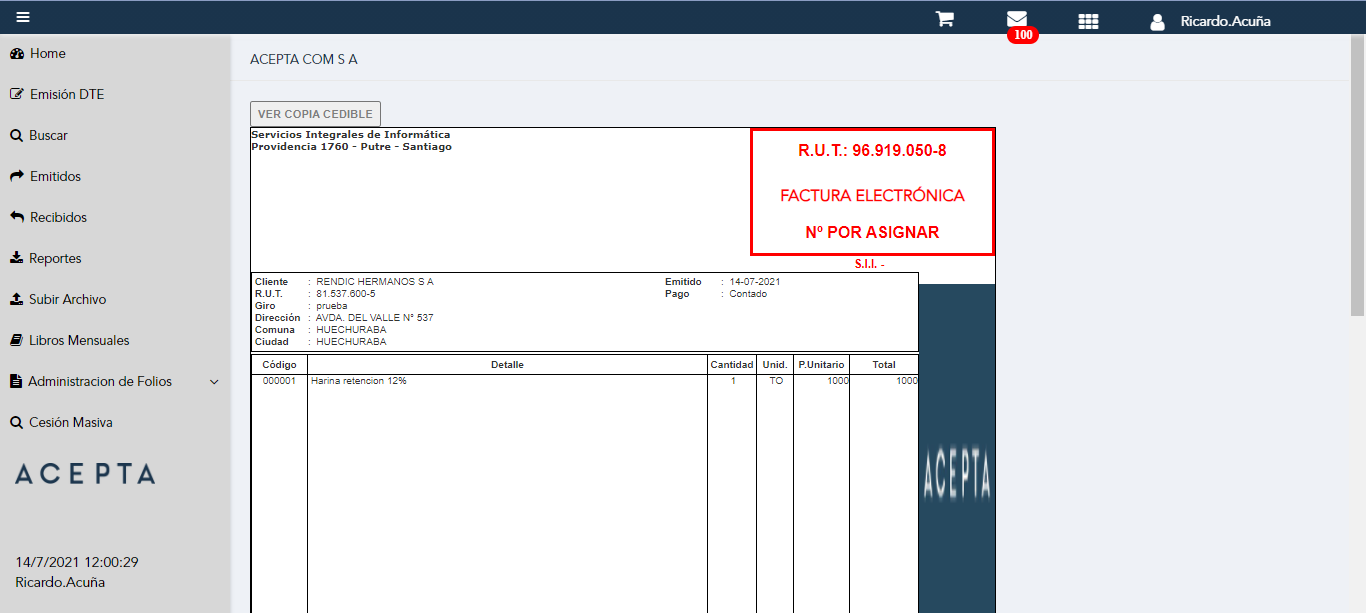 Ricardo.Acuña
100
Home
Emisión DTE
Buscar
Emitidos
Recibidos
Reportes
Subir Archivo
Libros Mensuales
Administracion de Folios
Cesión Masiva
ACEPTA
14/7/2021 12:00:29
Ricardo.Acuña
ACEPTA COM S A
VER COPIA CEDIBLE
Servicios Integrales de Informática
Providencia 1760 - Putre - Santiago
R.U.T.: 96.919.050-8
FACTURA ELECTRÓNICA
Nº POR ASIGNAR
S.I.I. -
Cliente : RENDIC HERMANOS S A Emitido : 14-07-2021
R.U.T. : 81.537.600-5 Pago : Contado
Giro : prueba
Dirección : AVDA. DEL VALLE N° 537
Comuna : HUECHURABA
Ciudad : HUECHURABA
Código Detalle Cantidad Unid. P.Unitario Total
000001 Harina retencion 12% 1 TO 1000 1000
ACEPTA